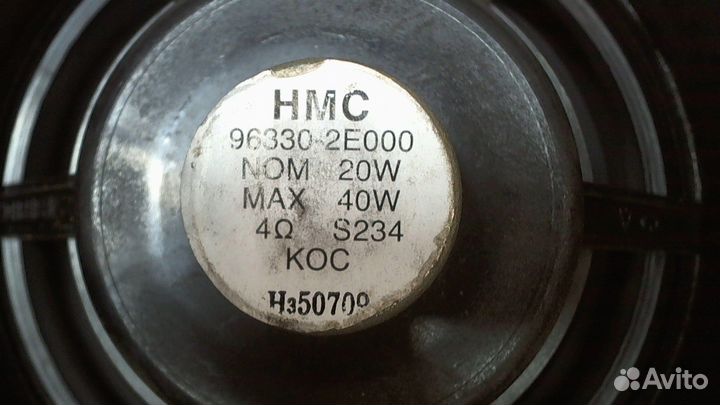 HMC
96330-2E000
NOM 20W
MAX 40W
4Ω S234
KOC
H350709
Avito